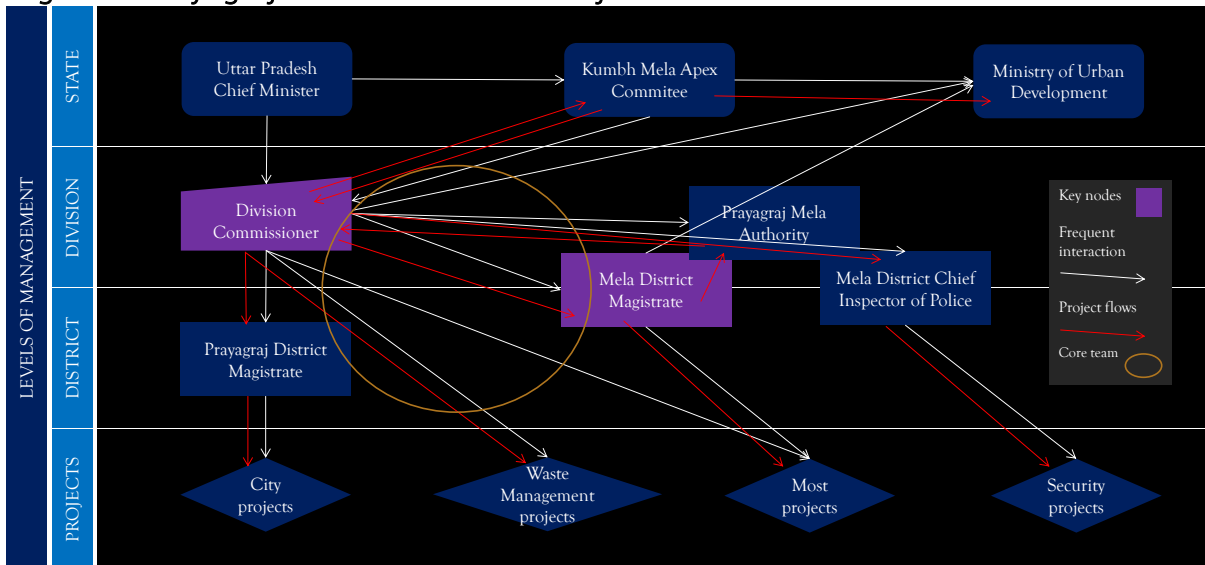 LEVELS OF MANAGEMENT
STATE
Uttar Pradesh
Chief Minister
Kumbh Mela Apex
Commitee
Ministry of Urban
Development
DIVISION
Division
Commissioner
Prayagraj Mela
Authority
Mela District
Magistrate
Mela District Chief
Inspector of Police
Key nodes
Frequent
interaction
Project flows
Core team
DISTRICT
Prayagraj District
Magistrate
PROJECTS
City
projects
Waste
Management
projects
Most
projects
Security
projects